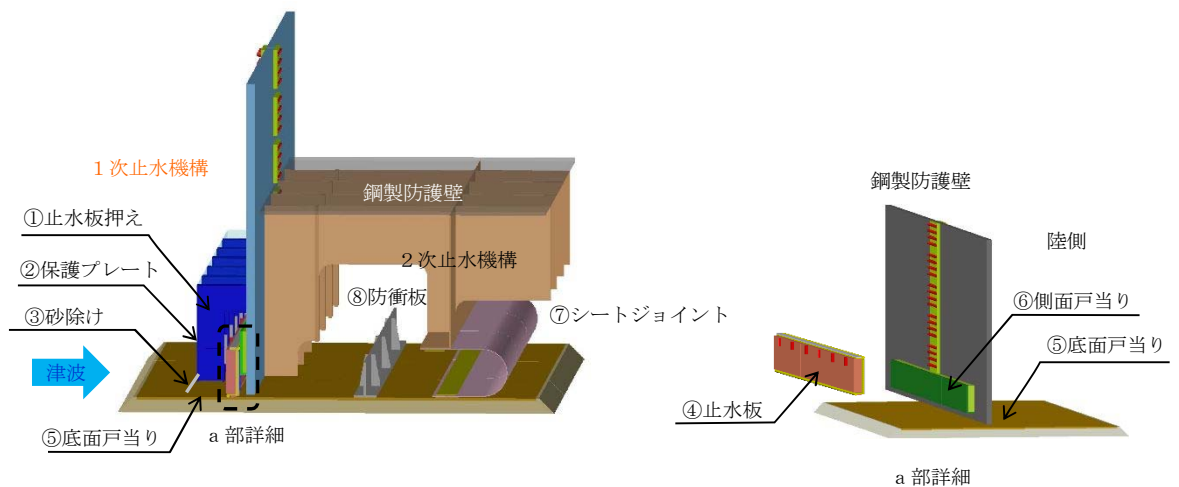 1次止水機構
鋼製防護壁
①止水板押え
2次止水機構
②保護プレート
⑧防衝板
③砂除け
⑦シートジョイント
津波
⑤底面戸当り
a 部詳細
鋼製防護壁
陸側
⑥側面戸当り
⑤底面戸当り
④止水板
a 部詳細